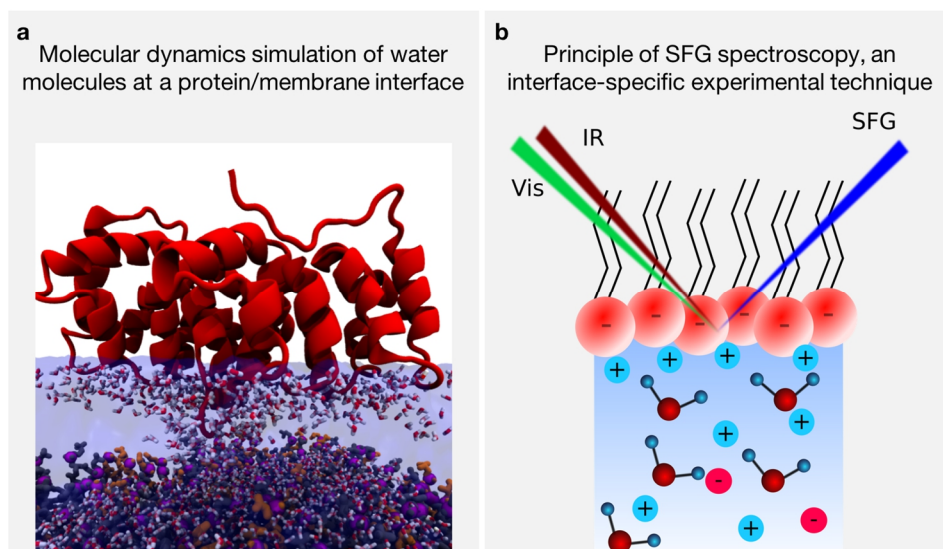 a
Molecular dynamics simulation of water
molecules at a protein/membrane interface
b
Principle of SFG spectroscopy, an
interface-specific experimental technique
SFG
IR
Vis
- - - - - -
+ + + +
+
+
-
+
-
+